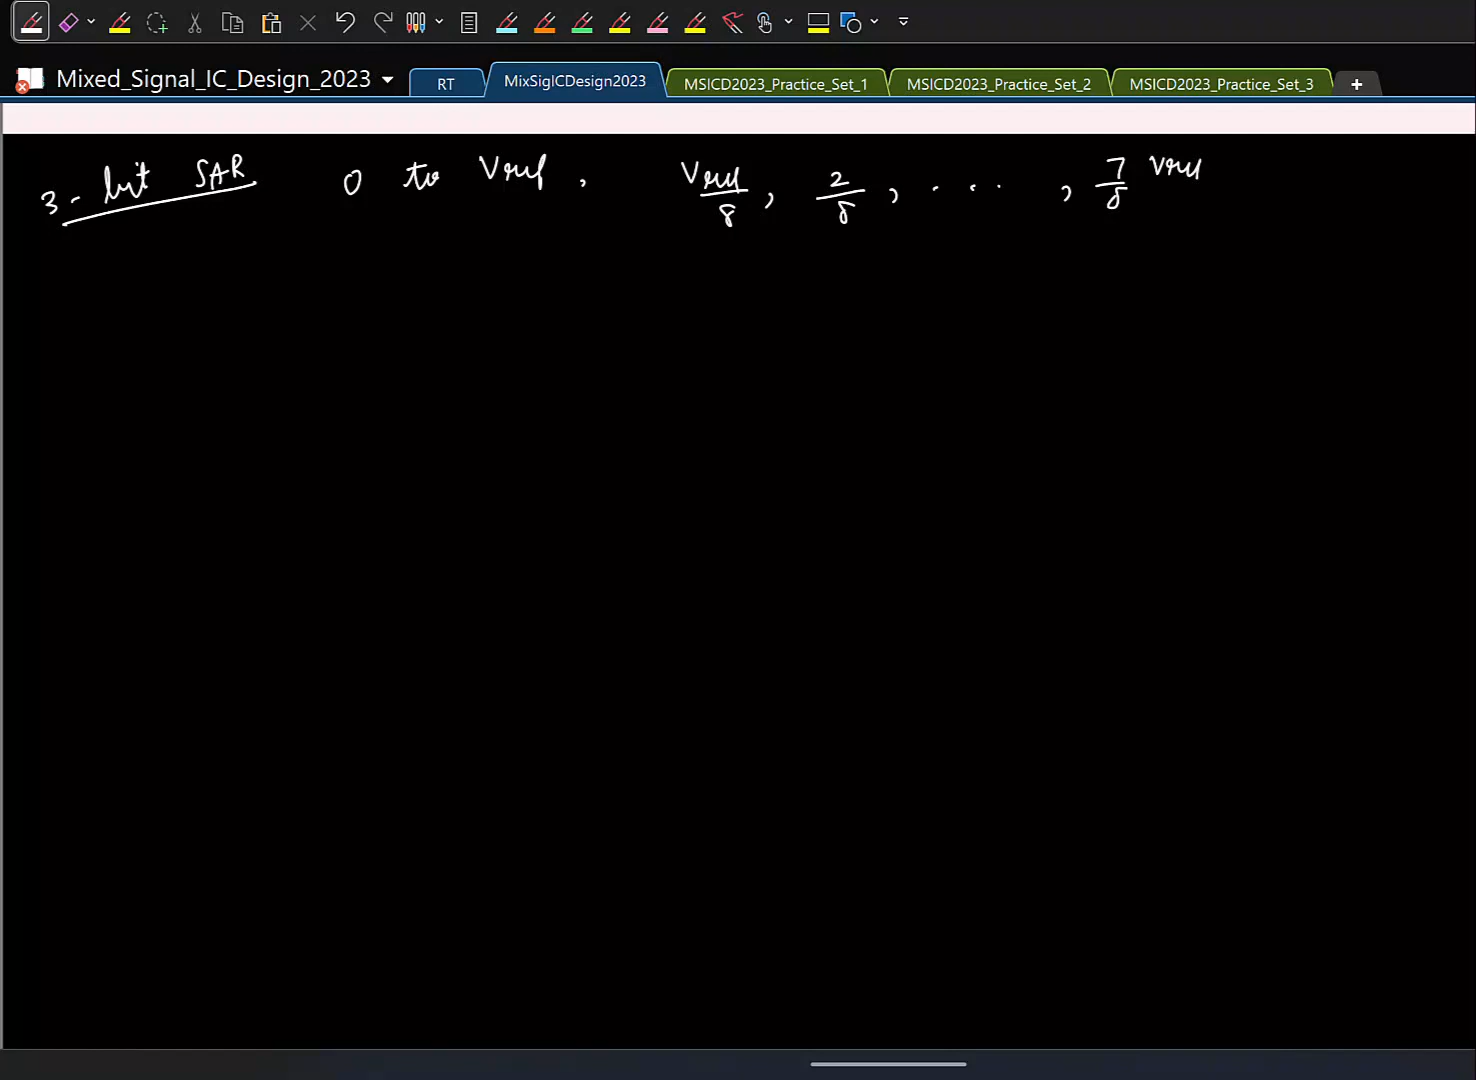 Mixed_Signal_IC_Design_2023 RT MixSigICDesign2023 MSICD2023_Practice_Set_1 MSICD2023_Practice_Set_2 MSICD2023_Practice_Set_3 +
3-bit SAR 0 to Vref, Vref/8, 2/8, ..., 7/8 Vref